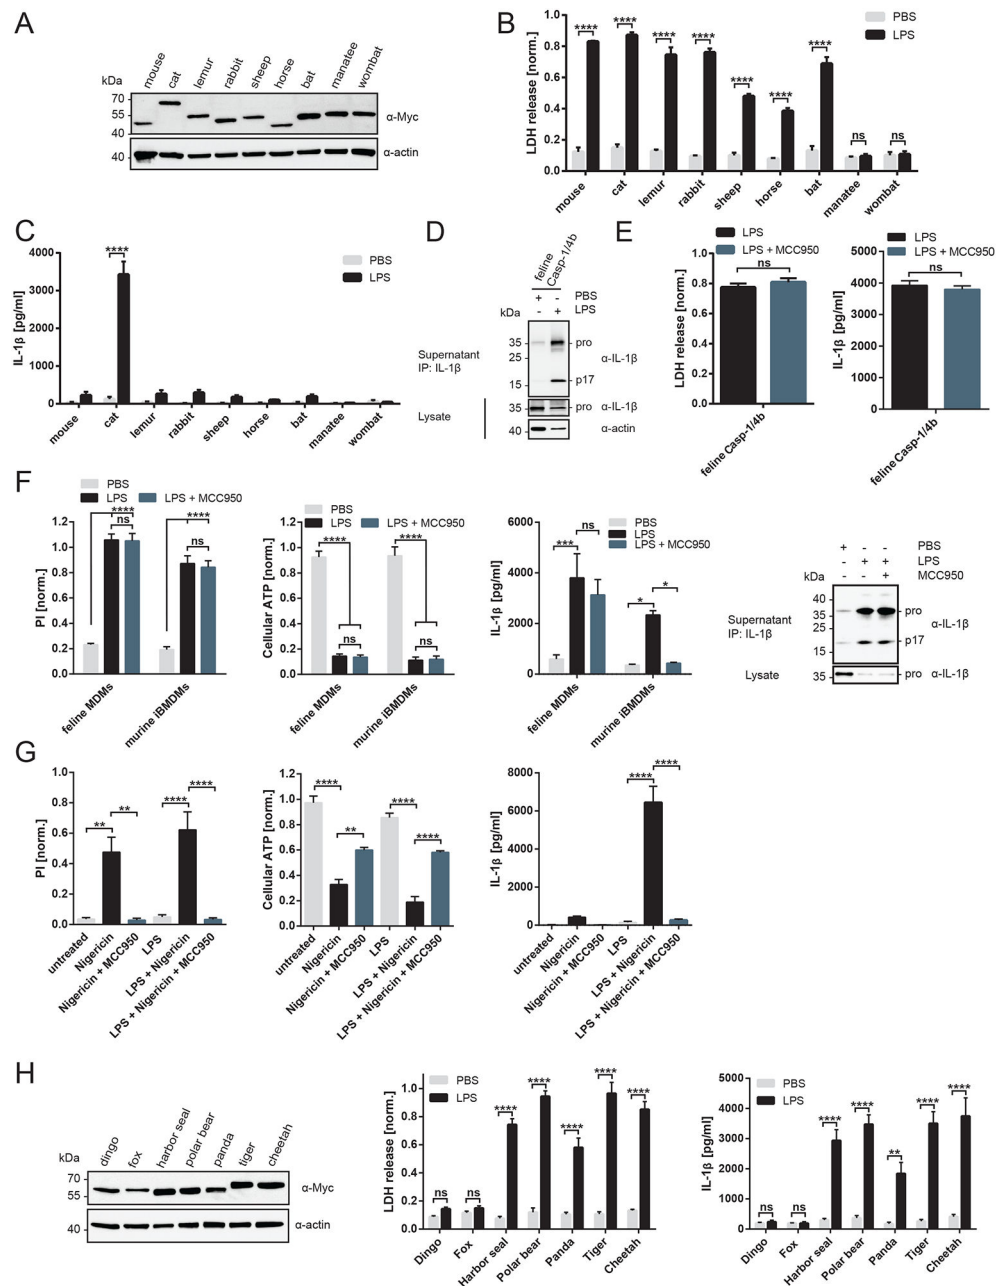 A
kDa
mouse
cat
lemur
rabbit
sheep
horse
bat
manatee
wombat
70
55
40
α-Myc
40
α-actin
B
PBS
LPS
LDH release [norm.]
0.8
0.6
0.4
0.2
0.0
**** **** **** **** **** **** **** ns ns
mouse
cat
lemur
rabbit
sheep
horse
bat
manatee
wombat
C
PBS
LPS
IL-1β [pg/ml]
4000
3000
2000
1000
0
****
mouse
cat
lemur
rabbit
sheep
horse
bat
manatee
wombat
D
feline
Casp-1/4b
+ - PBS
- + LPS
kDa
35
25
15
pro
α-IL-1β
p17
Supernatant
IP: IL-1β
35 pro α-IL-1β
Lysate
40 α-actin
E
LPS
LPS + MCC950
LDH release [norm.]
1.0
0.8
0.6
0.4
0.2
0.0
ns
feline Casp-1/4b
LPS
LPS + MCC950
IL-1β [pg/ml]
5000
4000
3000
2000
1000
0
ns
feline Casp-1/4b
F
PBS
LPS LPS + MCC950
PI [norm.]
1.2
1.0
0.8
0.6
0.4
0.2
0.0
**** ****
ns ns
feline MDMs
murine iBMDMs
PBS
LPS LPS + MCC950
Cellular ATP [norm.]
1.2
1.0
0.8
0.6
0.4
0.2
0.0
**** ****
ns ns
feline MDMs
murine iBMDMs
PBS
LPS
LPS + MCC950
IL-1β [pg/ml]
6000
4000
2000
0
*** ns
* *
feline MDMs
murine iBMDMs
+ - - PBS
- + + LPS
- - + MCC950
kDa
40
35
25
15
pro
α-IL-1β
p17
Supernatant
IP: IL-1β
Lysate
35 pro α-IL-1β
G
PI [norm.]
1.0
0.8
0.6
0.4
0.2
0.0
** ** **** ****
untreated
Nigericin
Nigericin + MCC950
LPS
LPS + Nigericin
LPS + Nigericin + MCC950
Cellular ATP [norm.]
1.2
1.0
0.8
0.6
0.4
0.2
0.0
**** ** **** ****
untreated
Nigericin
Nigericin + MCC950
LPS
LPS + Nigericin
LPS + Nigericin + MCC950
IL-1β [pg/ml]
8000
6000
4000
2000
0
**** ****
untreated
Nigericin
Nigericin + MCC950
LPS
LPS + Nigericin
LPS + Nigericin + MCC950
H
kDa
dingo
fox
harbor seal
polar bear
panda
tiger
cheetah
70
55
α-Myc
40
α-actin
PBS
LPS
LDH release [norm.]
1.0
0.8
0.6
0.4
0.2
0.0
ns ns **** **** **** **** ****
Dingo
Fox
Harbor seal
Polar bear
Panda
Tiger
Cheetah
PBS
LPS
IL-1β [pg/ml]
5000
4000
3000
2000
1000
0
ns ns **** **** ** **** ****
Dingo
Fox
Harbor seal
Polar bear
Panda
Tiger
Cheetah